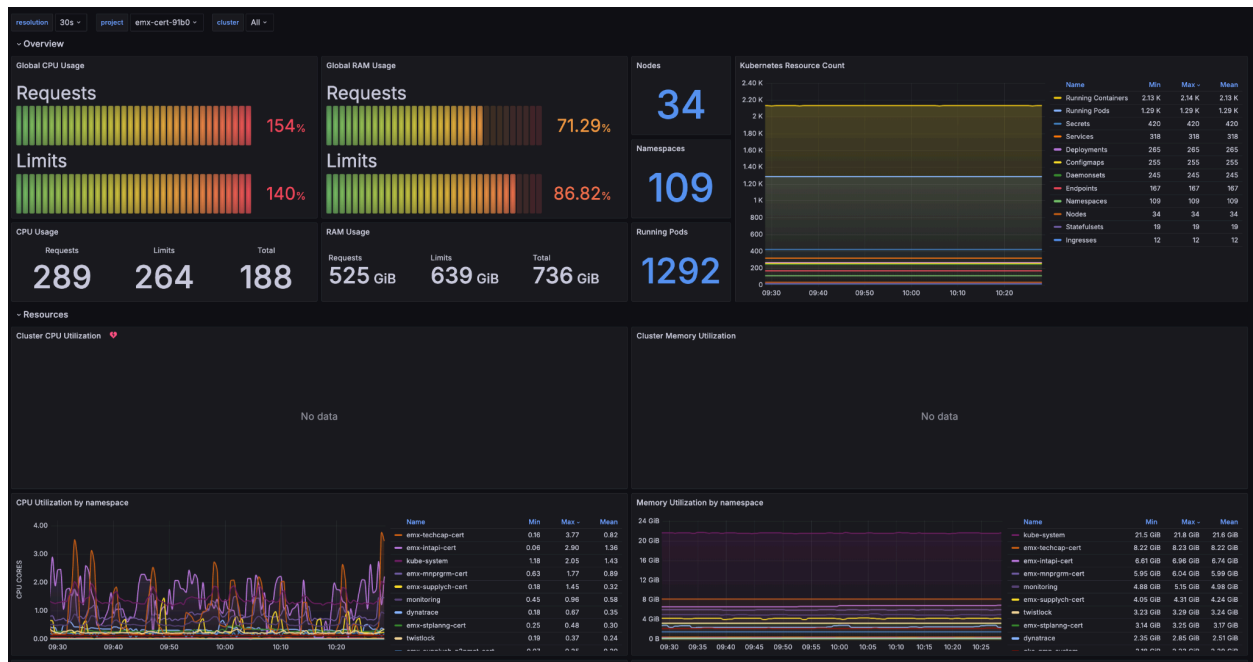 resolution 30s project emx-cert-91b0 cluster All
Overview
Global CPU Usage
Requests
154%
Limits
140%
Global RAM Usage
Requests
71.29%
Limits
86.82%
Nodes
34
Namespaces
109
Running Pods
1292
CPU Usage
Requests Limits Total
289 264 188
RAM Usage
Requests Limits Total
525 GiB 639 GiB 736 GiB
Kubernetes Resource Count
2.40 K
2.20 K
2 K
1.80 K
1.60 K
1.40 K
1.20 K
1 K
800
600
400
200
0
09:30 09:40 09:50 10:00 10:10 10:20
Name Min Max Mean
Running Containers 2.13 K 2.14 K 2.13 K
Running Pods 1.29 K 1.29 K 1.29 K
Secrets 420 420 420
Services 318 318 318
Deployments 265 265 265
Configmaps 255 255 255
Daemonsets 245 245 245
Endpoints 167 167 167
Namespaces 109 109 109
Nodes 34 34 34
Statefulsets 19 19 19
Ingresses 12 12 12
Resources
Cluster CPU Utilization
No data
Cluster Memory Utilization
No data
CPU Utilization by namespace
CPU CORES
4.00
3.00
2.00
1.00
0.00
09:30 09:40 09:50 10:00 10:10 10:20
Name Min Max Mean
emx-techcap-cert 0.16 3.77 0.82
emx-intapi-cert 0.06 2.90 1.36
kube-system 1.18 2.05 1.43
emx-mnprgrm-cert 0.63 1.77 0.89
emx-supplych-cert 0.18 1.45 0.32
monitoring 0.45 0.96 0.58
dynatrace 0.18 0.67 0.35
emx-stplanng-cert 0.25 0.48 0.30
twistlock 0.19 0.37 0.24
Memory Utilization by namespace
24 GiB
20 GiB
16 GiB
12 GiB
8 GiB
4 GiB
0 B
09:30 09:35 09:40 09:45 09:50 09:55 10:00 10:05 10:10 10:15 10:20 10:25
Name Min Max Mean
kube-system 21.5 GiB 21.8 GiB 21.6 GiB
emx-techcap-cert 8.22 GiB 8.23 GiB 8.22 GiB
emx-intapi-cert 6.61 GiB 6.96 GiB 6.74 GiB
emx-mnprgrm-cert 5.95 GiB 6.04 GiB 5.99 GiB
monitoring 4.88 GiB 5.15 GiB 4.98 GiB
emx-supplych-cert 4.05 GiB 4.31 GiB 4.24 GiB
twistlock 3.23 GiB 3.29 GiB 3.24 GiB
emx-stplanng-cert 3.14 GiB 3.25 GiB 3.17 GiB
dynatrace 2.35 GiB 2.85 GiB 2.51 GiB